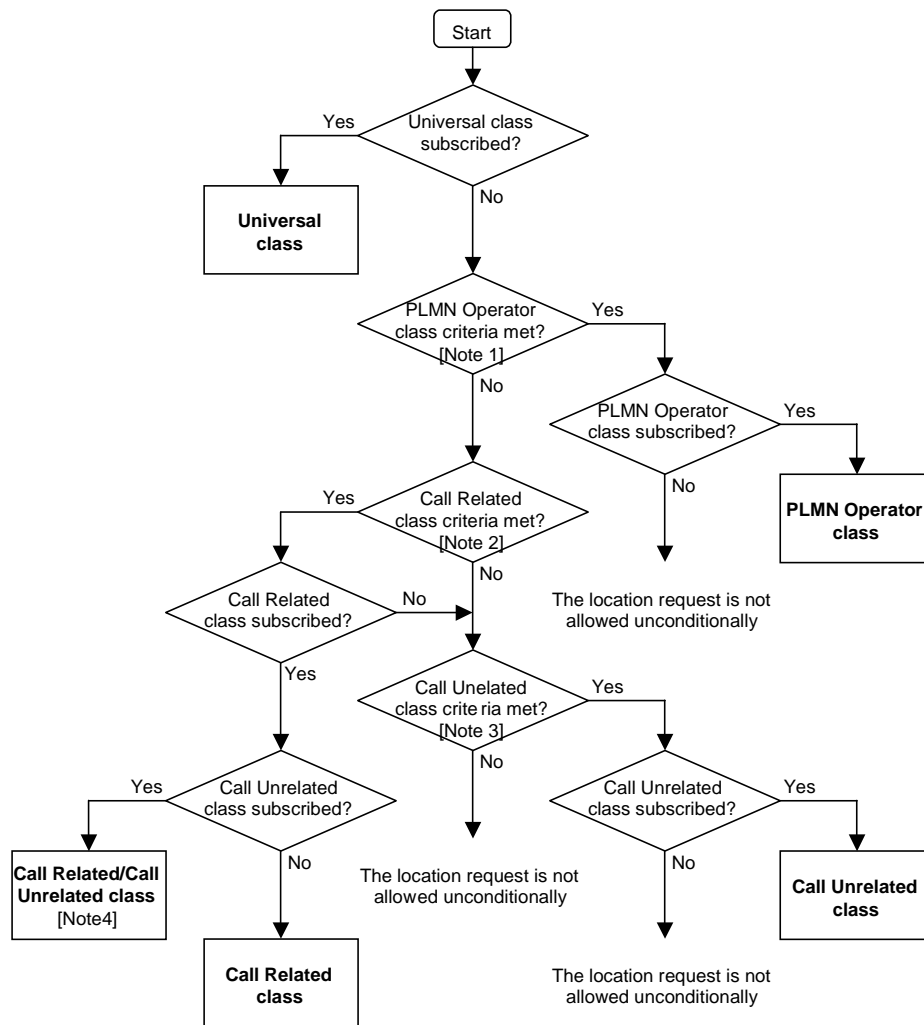 Start
Universal class
subscribed?
Yes
No
Universal
class
PLMN Operator
class criteria met?
[Note 1]
Yes
No
PLMN Operator
class subscribed?
Yes
No
PLMN Operator
class
Call Related
class criteria met?
[Note 2]
Yes
No
The location request is not
allowed unconditionally
Call Related
class subscribed?
No
Yes
Call Unelated
class criteria met?
[Note 3]
Yes
No
Call Unrelated
class subscribed?
Yes
No
Call Unrelated
class subscribed?
Yes
No
Call Related/Call
Unrelated class
[Note4]
The location request is not
allowed unconditionally
Call Unrelated
class
Call Related
class
The location request is not
allowed unconditionally